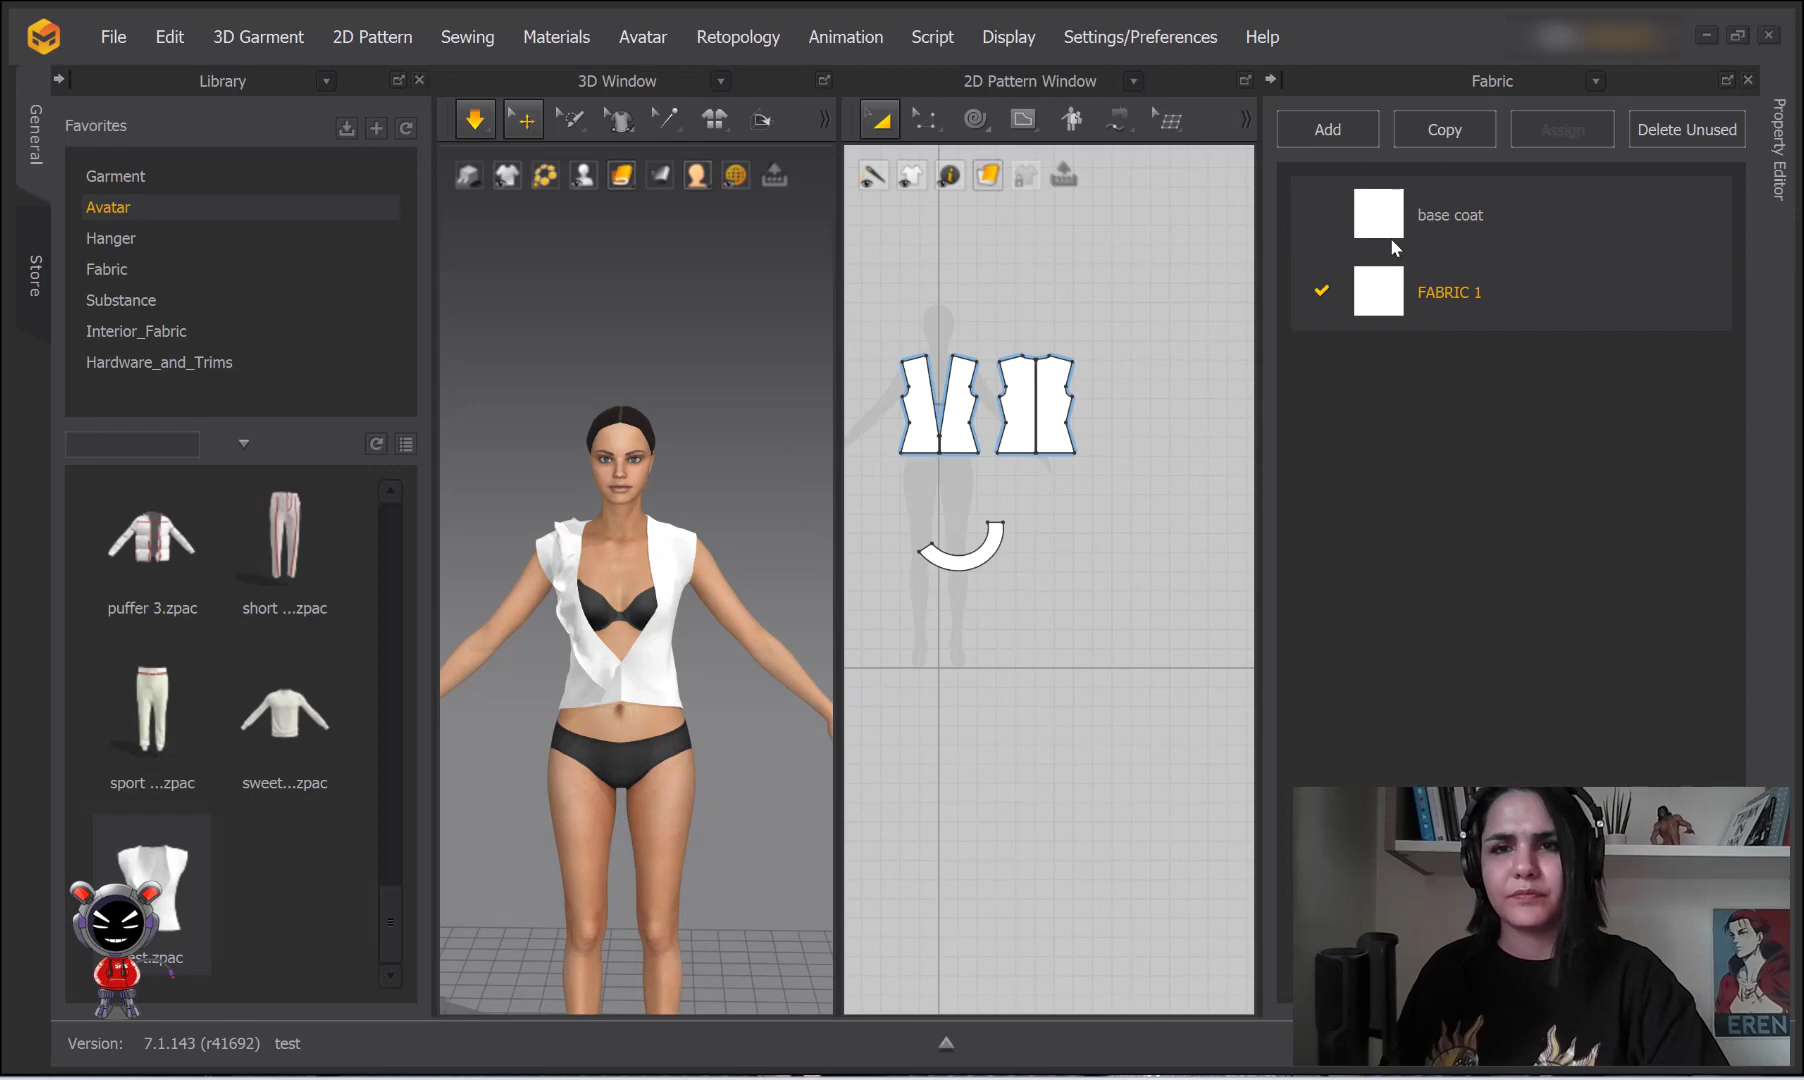 File Edit 3D Garment 2D Pattern Sewing Materials Avatar Retopology Animation Script Display Settings/Preferences Help
Library
3D Window
2D Pattern Window
Fabric
General
Store
Favorites
Garment
Avatar
Hanger
Fabric
Substance
Interior_Fabric
Hardware_and_Trims
puffer 3.zpac
short ...zpac
sport ...zpac
sweet...zpac
est.zpac
Add
Copy
Assign
Delete Unused
base coat
FABRIC 1
Property Editor
EREN
Version: 7.1.143 (r41692) test